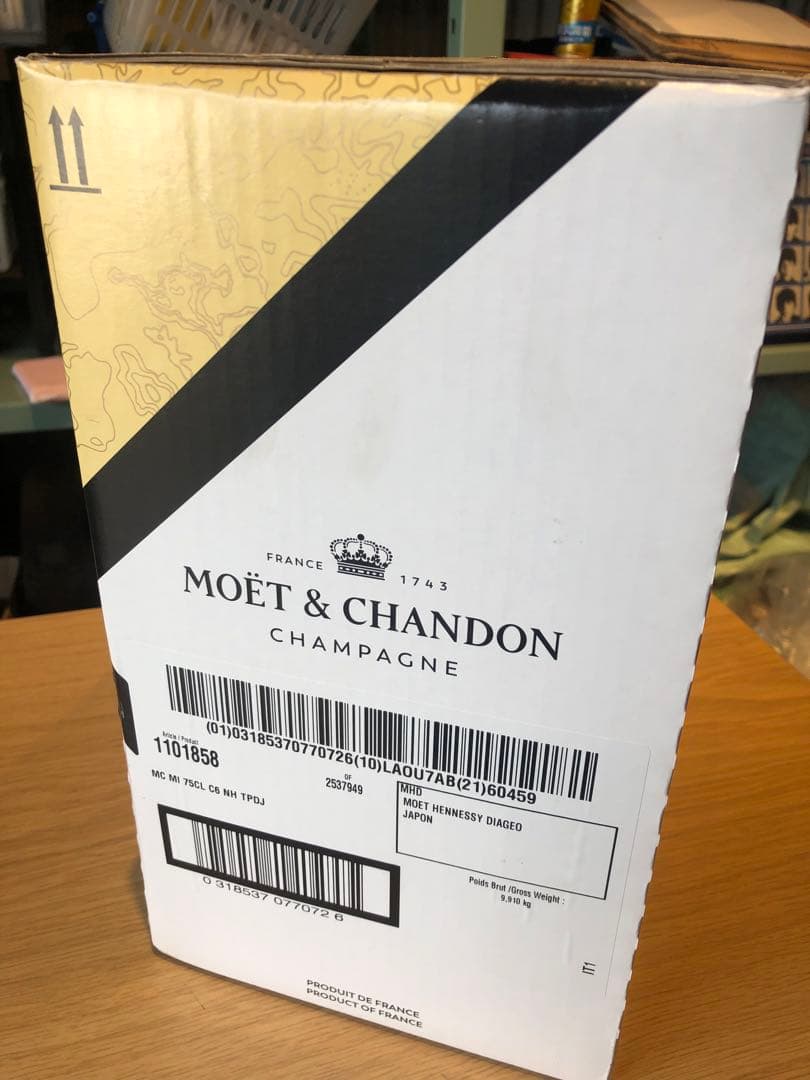 FRANCE 1743
MOËT & CHANDON
CHAMPAGNE
(01)03185370770726(10)LAOU7AB(21)60459
Article / Product
1101858
OF
2537949
MC MI 75CL C6 NH TPDJ
MHD
MOET HENNESSY DIAGEO
JAPON
0 318537 077072 6
Poids Brut /Gross Weight :
9,910 kg
IT1
PRODUIT DE FRANCE
PRODUCT OF FRANCE